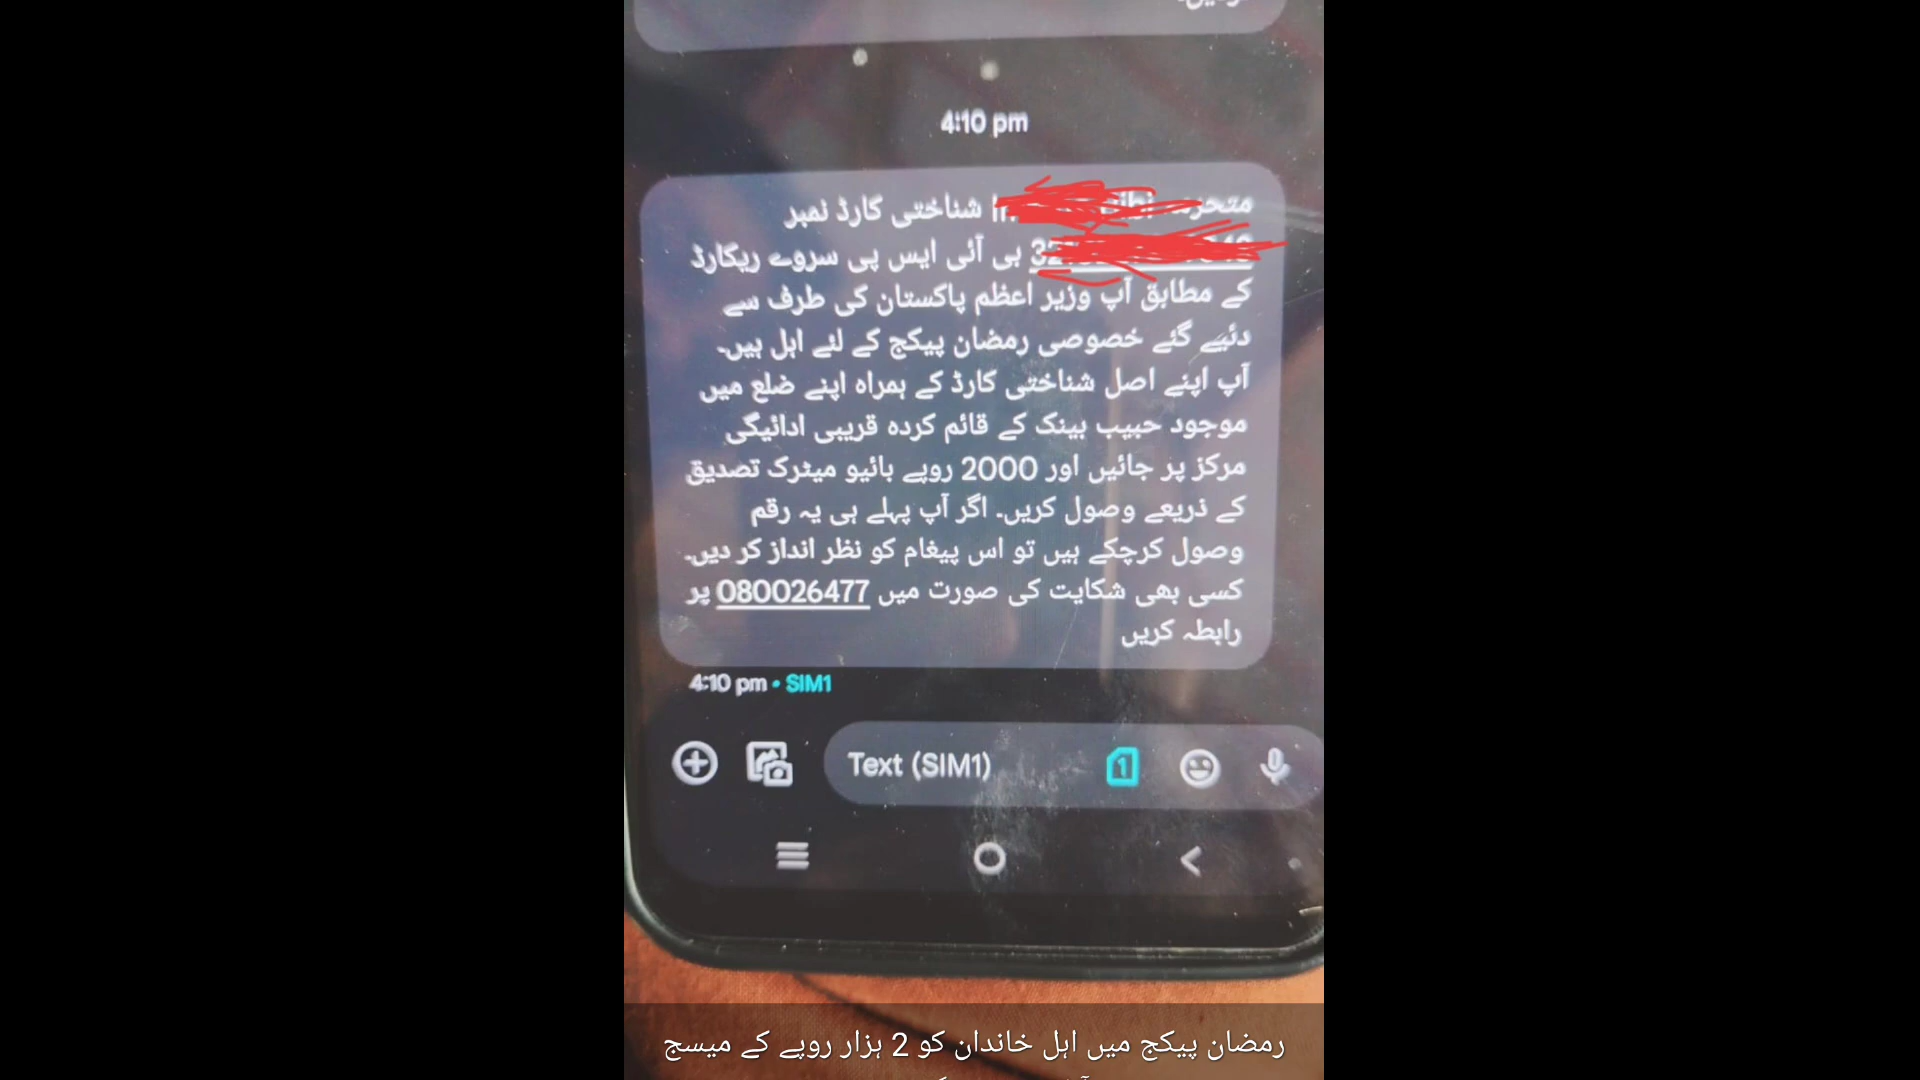 4:10 pm
شناختی گارڈ نمبر
بی آئی ایس پی سروے ریگارڈ
کے مطابق آپ وزیر اعظم پاکستان کی طرف سے
دئیے گئے خصوصی رمضان پیکج کے لئے اہل ہیں۔
آپ اپنے اصل شناختی کارڈ کے ہمراہ اپنے ضلع میں
موجود حبیب بینک کے قائم کردہ قریبی ادائیگی
مرکز پر جائیں اور 2000 روپے بائیو میٹرک تصدیق
کے ذریعے وصول کریں۔ اگر آپ پہلے ہی یہ رقم
وصول کرچکے ہیں تو اس پیغام کو نظر انداز کر دیں۔
کسی بھی شکایت کی صورت میں 080026477 پر
رابطہ کریں
4:10 pm • SIM1
Text (SIM1)
1
رمضان پیکج میں اہل خاندان کو 2 ہزار روپے کے میسج